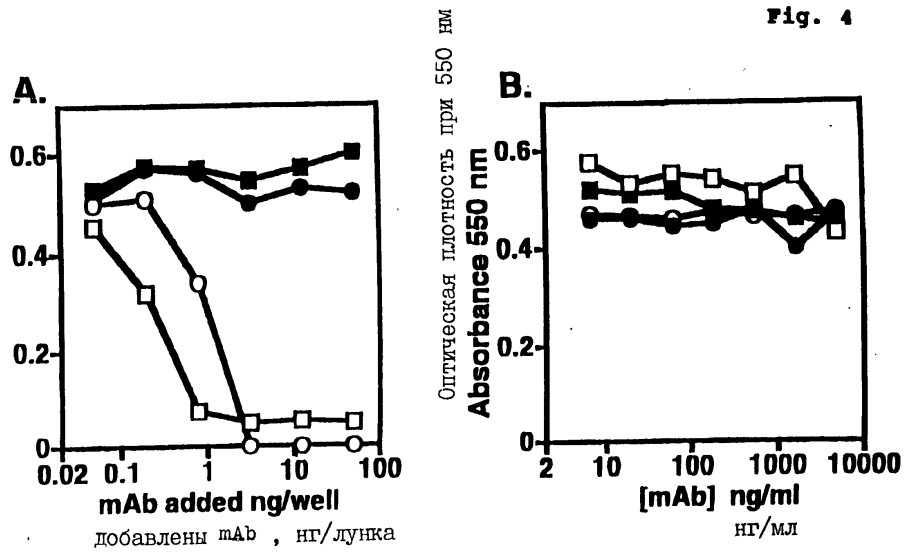 Fig. 4
A.
0.6
0.4
0.2
0
0.02 0.1 1 10 100
mAb added ng/well
добавлены mAb , нг/лунка
Оптическая плотность при 550 нм
B.
Absorbance 550 nm
0.6
0.4
0.2
0
2 10 100 1000 10000
[mAb] ng/ml
нг/мл